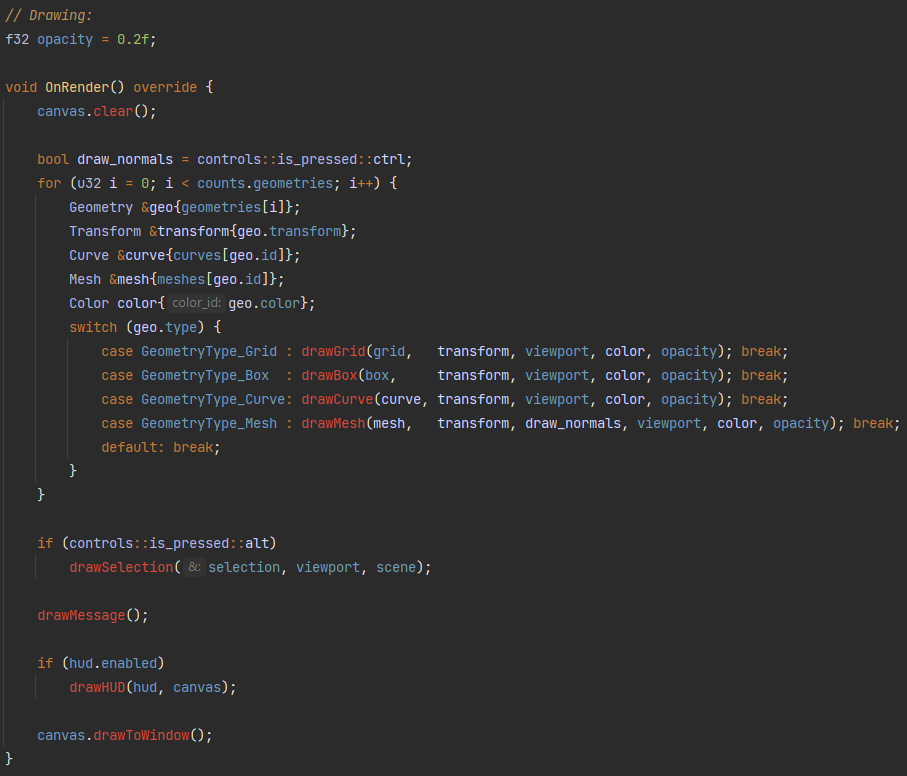 // Drawing:
f32 opacity = 0.2f;

void OnRender() override {
    canvas.clear();

    bool draw_normals = controls::is_pressed::ctrl;
    for (u32 i = 0; i < counts.geometries; i++) {
        Geometry &geo{geometries[i]};
        Transform &transform{geo.transform};
        Curve &curve{curves[geo.id]};
        Mesh &mesh{meshes[geo.id]};
        Color color{ color_id: geo.color};
        switch (geo.type) {
            case GeometryType_Grid : drawGrid(grid,   transform, viewport, color, opacity); break;
            case GeometryType_Box  : drawBox(box,     transform, viewport, color, opacity); break;
            case GeometryType_Curve: drawCurve(curve, transform, viewport, color, opacity); break;
            case GeometryType_Mesh : drawMesh(mesh,   transform, draw_normals, viewport, color, opacity); break;
            default: break;
        }
    }

    if (controls::is_pressed::alt)
        drawSelection( &: selection, viewport, scene);

    drawMessage();

    if (hud.enabled)
        drawHUD(hud, canvas);

    canvas.drawToWindow();
}